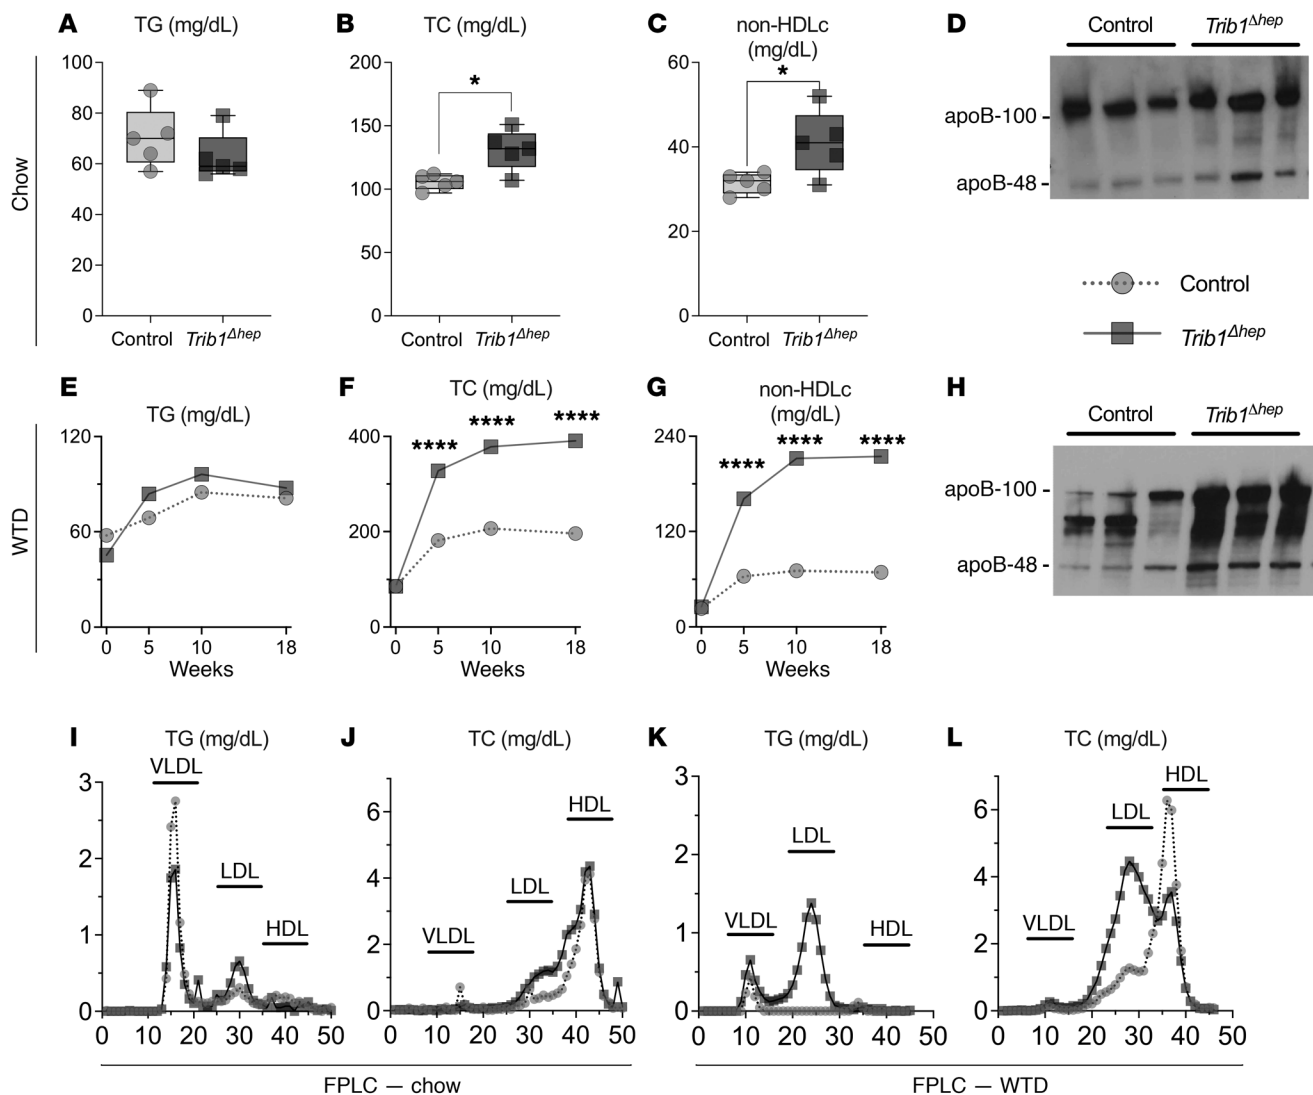 A TG (mg/dL)
B TC (mg/dL)
C non-HDLc
(mg/dL)
D Control Trib1Δhep
Chow
100
80
60
40
20
0
Control Trib1Δhep
200
150
100
50
0
*
Control Trib1Δhep
60
40
20
0
*
Control Trib1Δhep
apoB-100
apoB-48
Control
Trib1Δhep
E TG (mg/dL)
F TC (mg/dL)
G non-HDLc
(mg/dL)
H Control Trib1Δhep
WTD
120
60
0
0 5 10 18
Weeks
400
200
0
**** **** ****
0 5 10 18
Weeks
240
120
0
**** **** ****
0 5 10 18
Weeks
apoB-100
apoB-48
I TG (mg/dL)
J TC (mg/dL)
K TG (mg/dL)
L TC (mg/dL)
3
2
1
0
VLDL
LDL
HDL
0 10 20 30 40 50
6
4
2
0
VLDL
LDL
HDL
0 10 20 30 40 50
FPLC — chow
3
2
1
0
VLDL
LDL
HDL
0 10 20 30 40 50
6
4
2
0
VLDL
LDL
HDL
0 10 20 30 40 50
FPLC — WTD